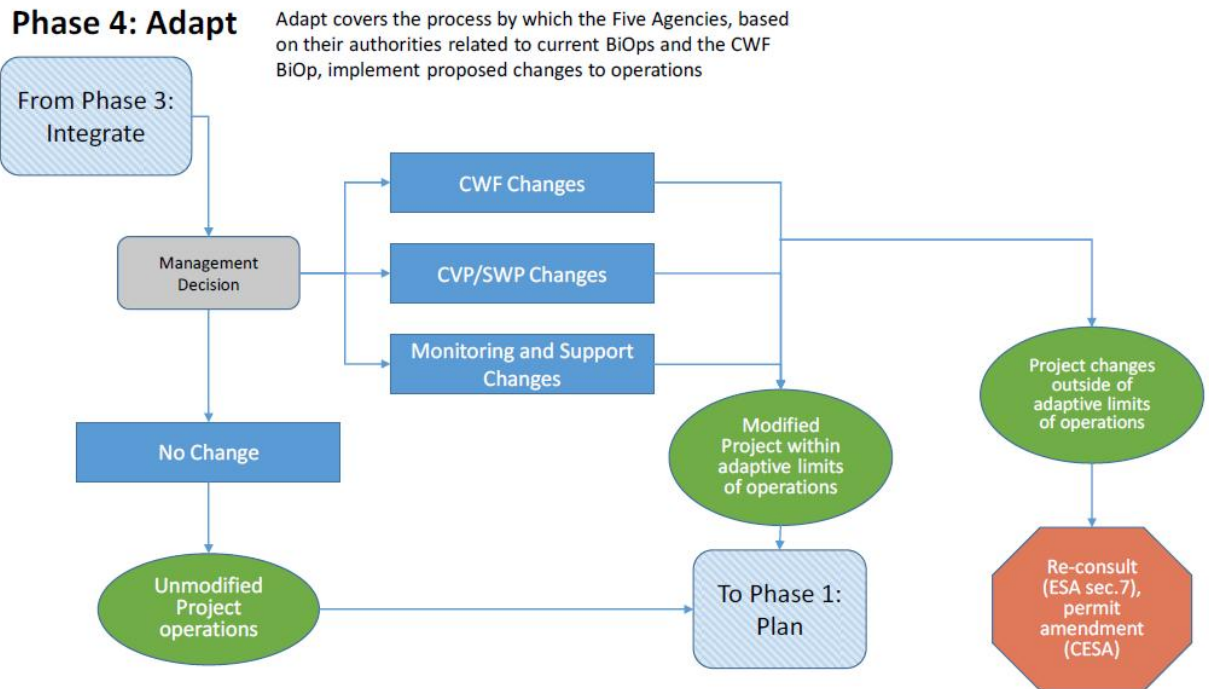 Phase 4: Adapt
Adapt covers the process by which the Five Agencies, based
on their authorities related to current BiOps and the CWF
BiOp, implement proposed changes to operations
From Phase 3:
Integrate
Management
Decision
CWF Changes
CVP/SWP Changes
Monitoring and Support
Changes
No Change
Unmodified
Project
operations
Modified
Project within
adaptive limits
of operations
To Phase 1:
Plan
Project changes
outside of
adaptive limits
of operations
Re-consult
(ESA sec.7),
permit
amendment
(CESA)